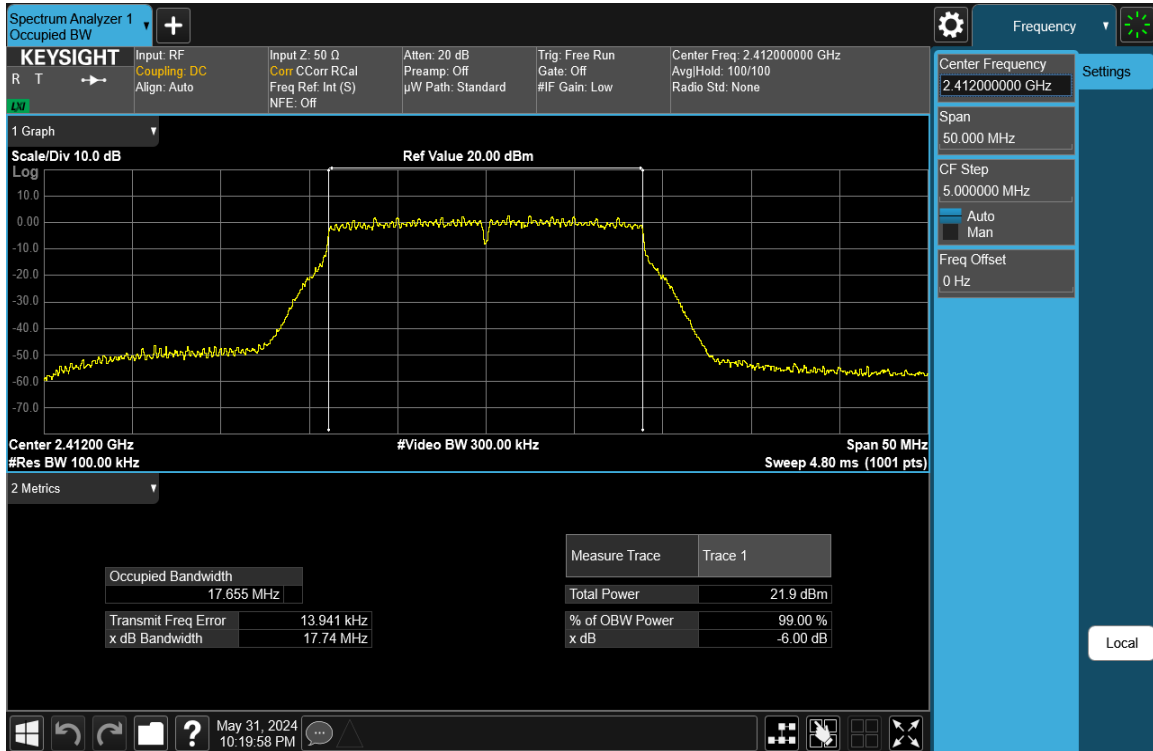 Spectrum Analyzer 1
Occupied BW
+
Frequency
KEYSIGHT
R T
LXI
Input: RF
Coupling: DC
Align: Auto
Input Z: 50 Ω
Corr CCorr RCal
Freq Ref: Int (S)
NFE: Off
Atten: 20 dB
Preamp: Off
µW Path: Standard
Trig: Free Run
Gate: Off
#IF Gain: Low
Center Freq: 2.412000000 GHz
Avg|Hold: 100/100
Radio Std: None
Center Frequency
2.412000000 GHz
Settings
Span
50.000 MHz
CF Step
5.000000 MHz
Auto
Man
Freq Offset
0 Hz
Local
1 Graph
Scale/Div 10.0 dB
Ref Value 20.00 dBm
Log
10.0
0.00
-10.0
-20.0
-30.0
-40.0
-50.0
-60.0
-70.0
Center 2.41200 GHz
#Video BW 300.00 kHz
Span 50 MHz
#Res BW 100.00 kHz
Sweep 4.80 ms (1001 pts)
2 Metrics
Occupied Bandwidth
17.655 MHz
Transmit Freq Error 13.941 kHz
x dB Bandwidth 17.74 MHz
Measure Trace Trace 1
Total Power 21.9 dBm
% of OBW Power 99.00 %
x dB -6.00 dB
?
May 31, 2024
10:19:58 PM